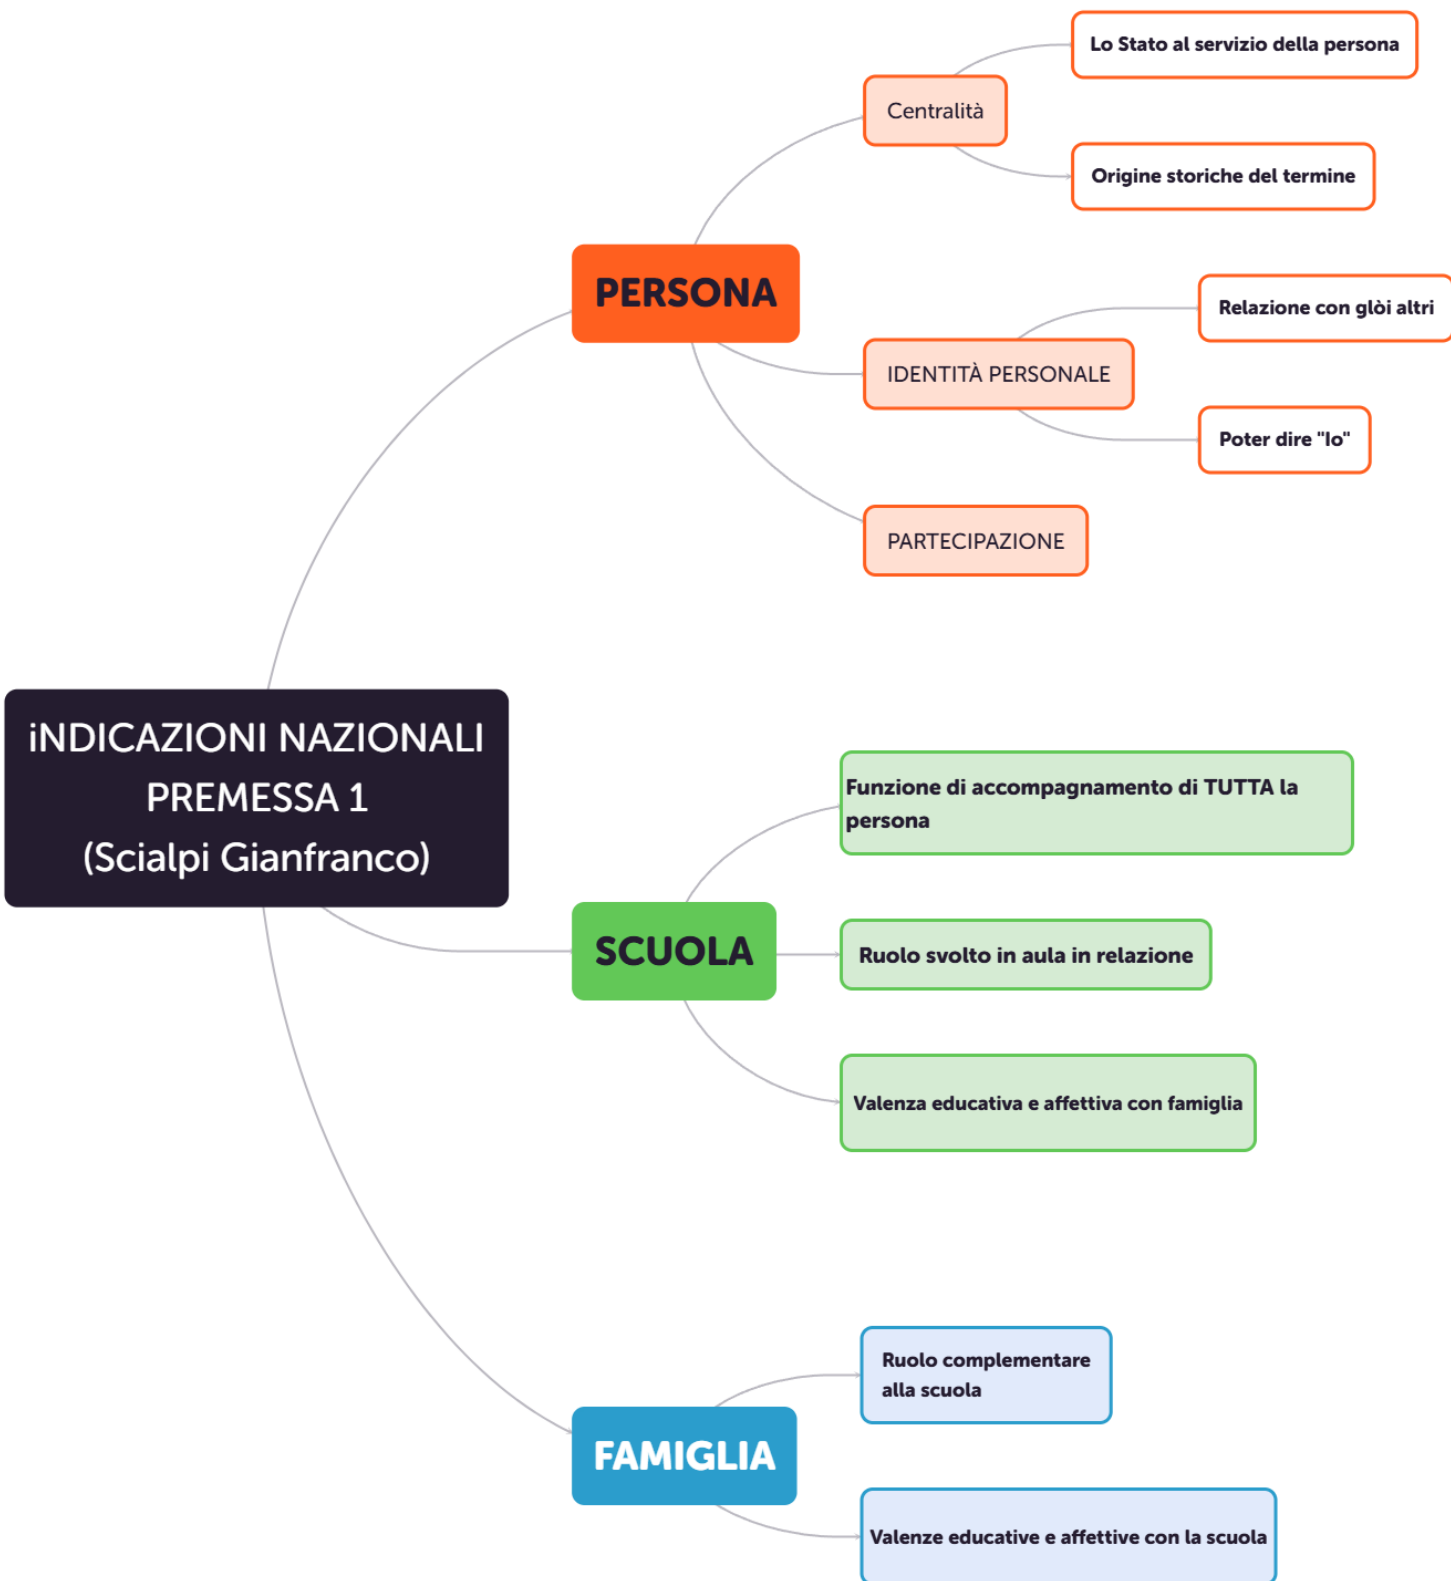 Lo Stato al servizio della persona
Centralità
Origine storiche del termine
PERSONA
Relazione con glòi altri
IDENTITÀ PERSONALE
Poter dire "Io"
PARTECIPAZIONE
iNDICAZIONI NAZIONALI
PREMESSA 1
(Scialpi Gianfranco)
Funzione di accompagnamento di TUTTA la
persona
SCUOLA
Ruolo svolto in aula in relazione
Valenza educativa e affettiva con famiglia
Ruolo complementare
alla scuola
FAMIGLIA
Valenze educative e affettive con la scuola